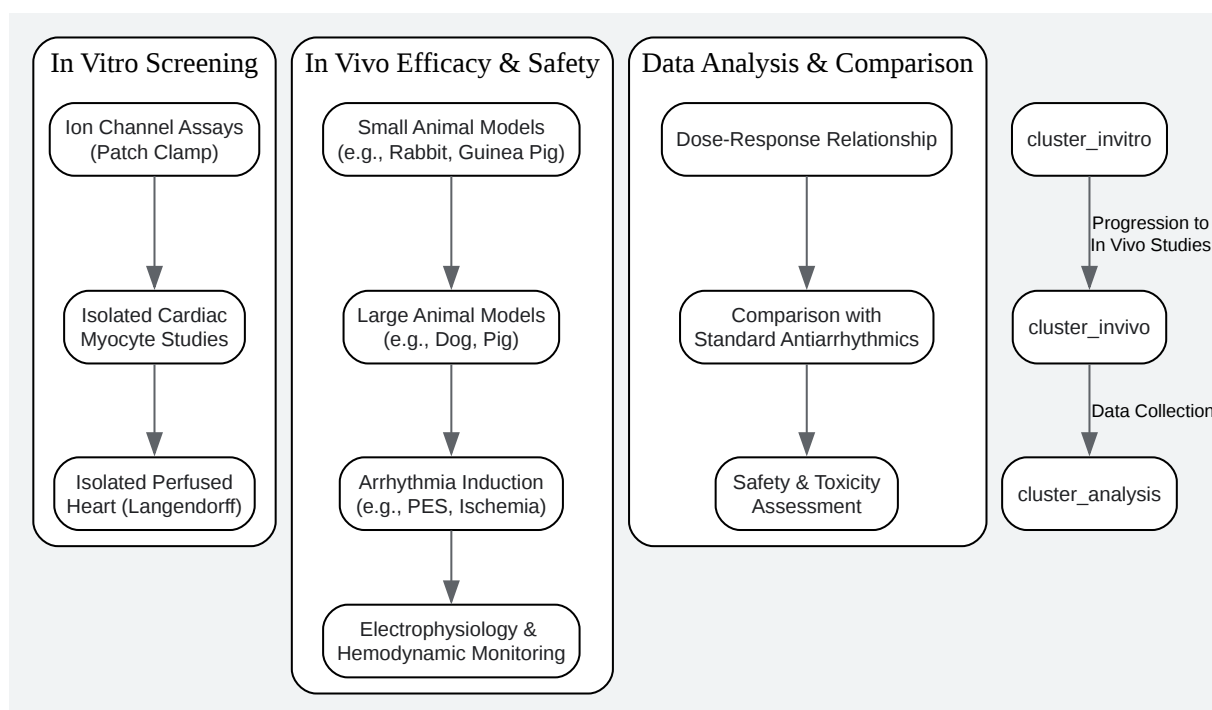 In Vitro Screening
Ion Channel Assays
(Patch Clamp)
Isolated Cardiac
Myocyte Studies
Isolated Perfused
Heart (Langendorff)
In Vivo Efficacy & Safety
Small Animal Models
(e.g., Rabbit, Guinea Pig)
Large Animal Models
(e.g., Dog, Pig)
Arrhythmia Induction
(e.g., PES, Ischemia)
Electrophysiology &
Hemodynamic Monitoring
Data Analysis & Comparison
Dose-Response Relationship
Comparison with
Standard Antiarrhythmics
Safety & Toxicity
Assessment
cluster_invitro
Progression to
In Vivo Studies
cluster_invivo
Data Collection
cluster_analysis